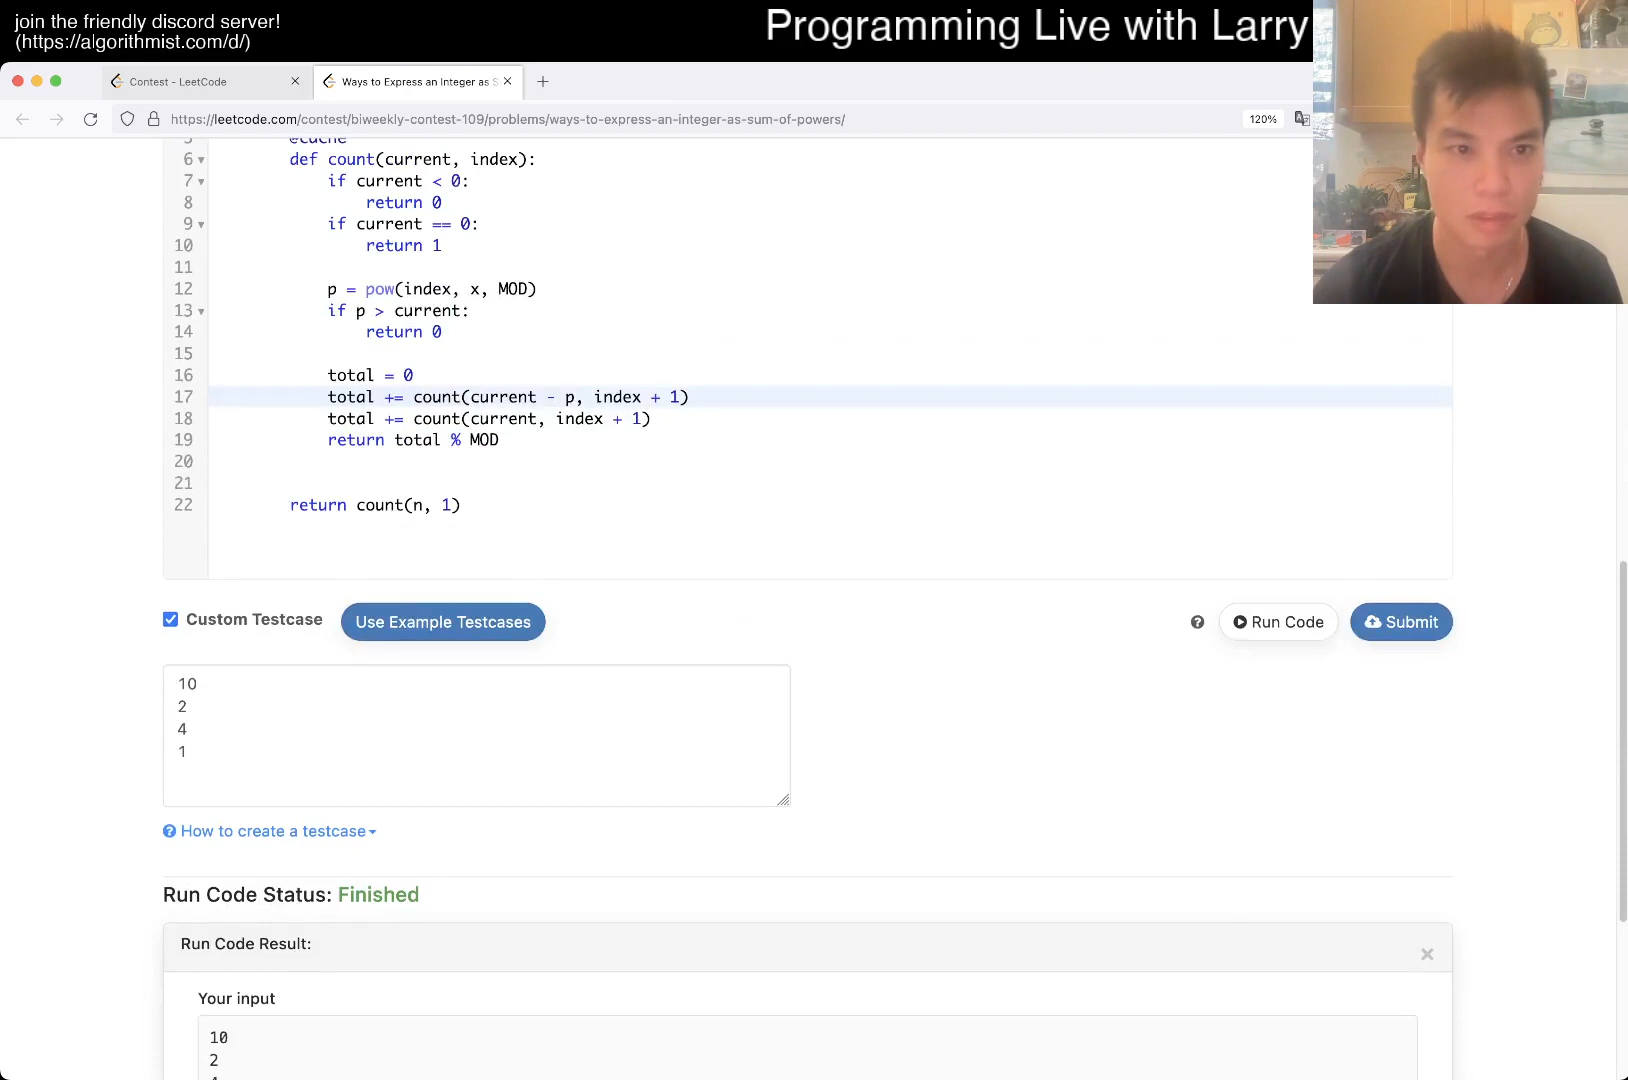 join the friendly discord server!
(https://algorithmist.com/d/)
Programming Live with Larry
Contest - LeetCode
Ways to Express an Integer as S
https://leetcode.com/contest/biweekly-contest-109/problems/ways-to-express-an-integer-as-sum-of-powers/
120%
5 @cache
6 def count(current, index):
7 if current < 0:
8 return 0
9 if current == 0:
10 return 1
11
12 p = pow(index, x, MOD)
13 if p > current:
14 return 0
15
16 total = 0
17 total += count(current - p, index + 1)
18 total += count(current, index + 1)
19 return total % MOD
20
21
22 return count(n, 1)
Custom Testcase
Use Example Testcases
Run Code
Submit
10
2
4
1
How to create a testcase
Run Code Status: Finished
Run Code Result:
Your input
10
2